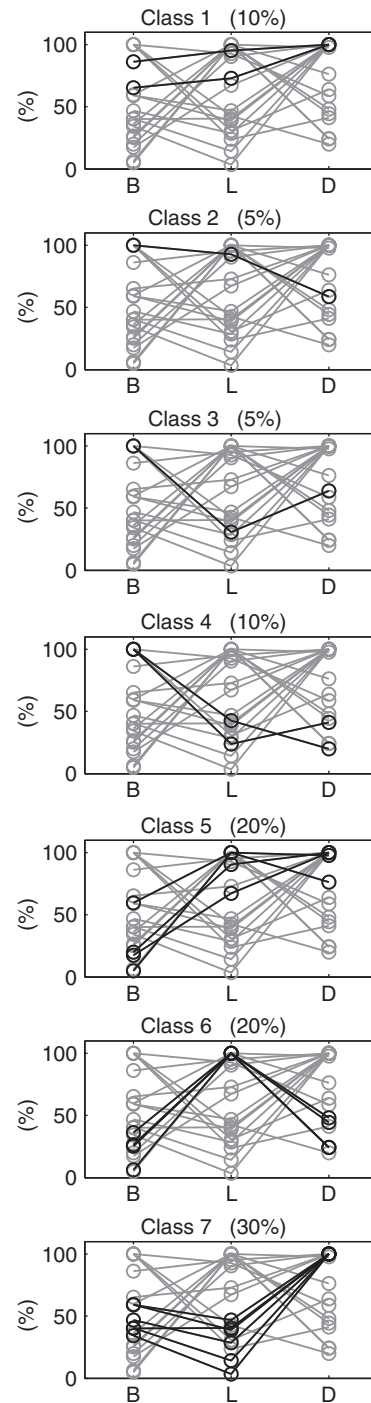 Class 1 (10%)
100
(%)
50
0
B L D
Class 2 (5%)
100
(%)
50
0
B L D
Class 3 (5%)
100
(%)
50
0
B L D
Class 4 (10%)
100
(%)
50
0
B L D
Class 5 (20%)
100
(%)
50
0
B L D
Class 6 (20%)
100
(%)
50
0
B L D
Class 7 (30%)
100
(%)
50
0
B L D